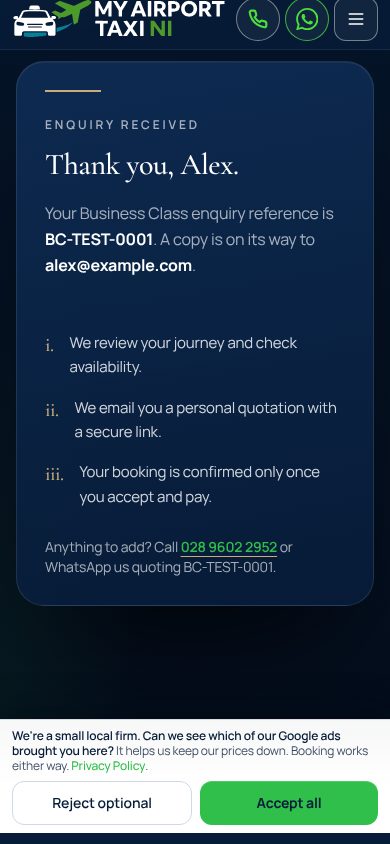 MY AIRPORT
TAXI NI
ENQUIRY RECEIVED
Thank you, Alex.
Your Business Class enquiry reference is
BC-TEST-0001. A copy is on its way to
alex@example.com.
i. We review your journey and check
availability.
ii. We email you a personal quotation with
a secure link.
iii. Your booking is confirmed only once
you accept and pay.
Anything to add? Call 028 9602 2952 or
WhatsApp us quoting BC-TEST-0001.
We're a small local firm. Can we see which of our Google ads
brought you here? It helps us keep our prices down. Booking works
either way. Privacy Policy.
Reject optional
Accept all